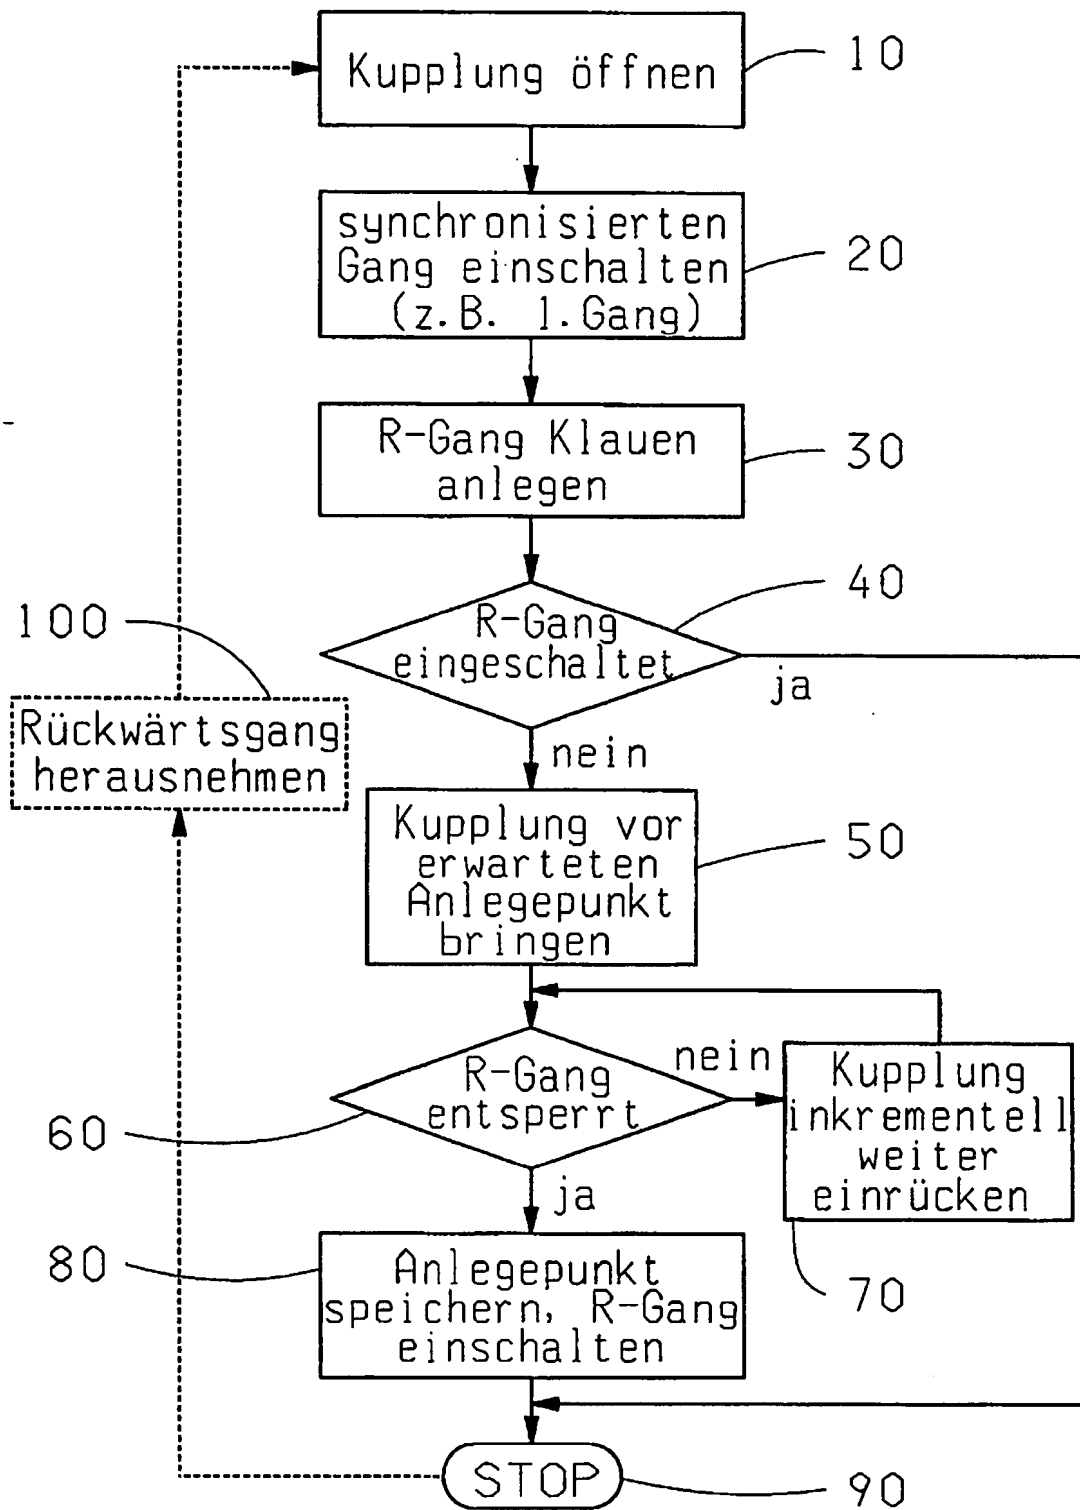 Kupplung öffnen
10
synchronisierten
Gang einschalten
(z.B. 1.Gang)
20
R-Gang Klauen
anlegen
30
R-Gang
eingeschaltet
40
ja
nein
100
Rückwärtsgang
herausnehmen
Kupplung vor
erwarteten
Anlegepunkt
bringen
50
R-Gang
entsperrt
60
nein
Kupplung
inkrementell
weiter
einrücken
70
ja
80
Anlegepunkt
speichern, R-Gang
einschalten
STOP
90